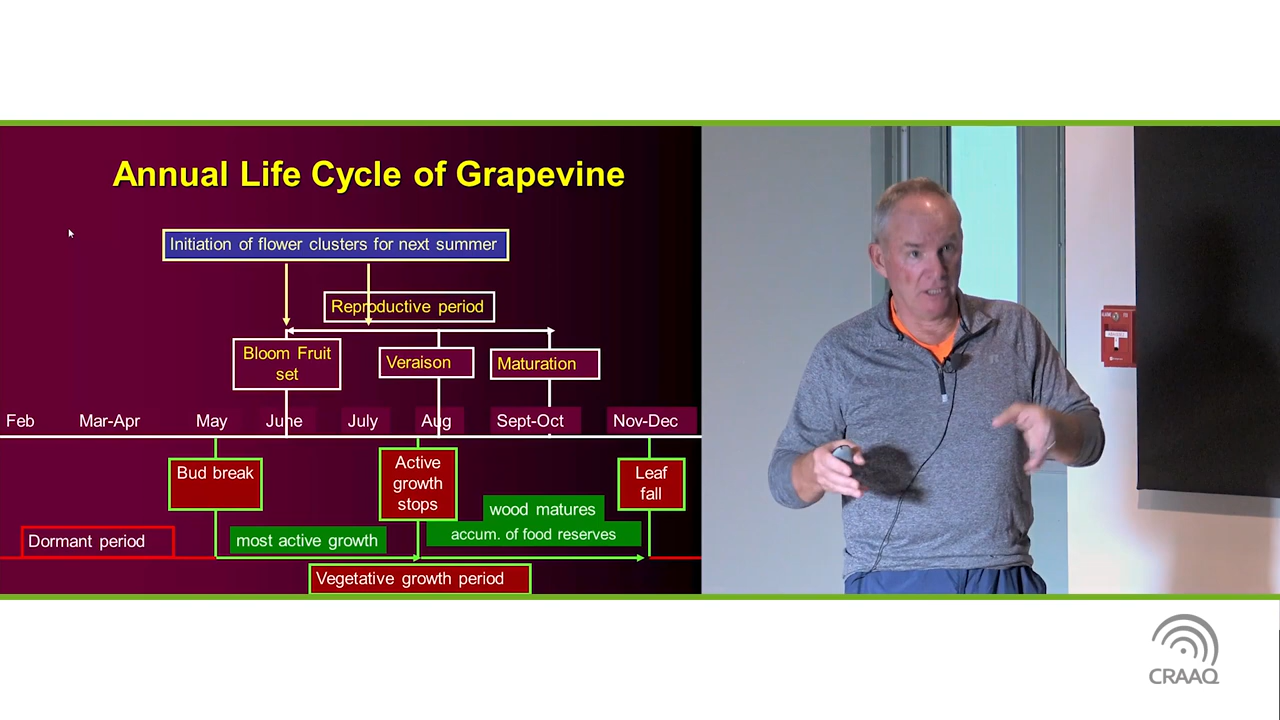 Annual Life Cycle of Grapevine
Initiation of flower clusters for next summer
Reproductive period
Bloom Fruit
set
Veraison
Maturation
Feb
Mar-Apr
May
June
July
Aug
Sept-Oct
Nov-Dec
Bud break
Active
growth
stops
Leaf
fall
wood matures
accum. of food reserves
Dormant period
most active growth
Vegetative growth period
CRAAQ